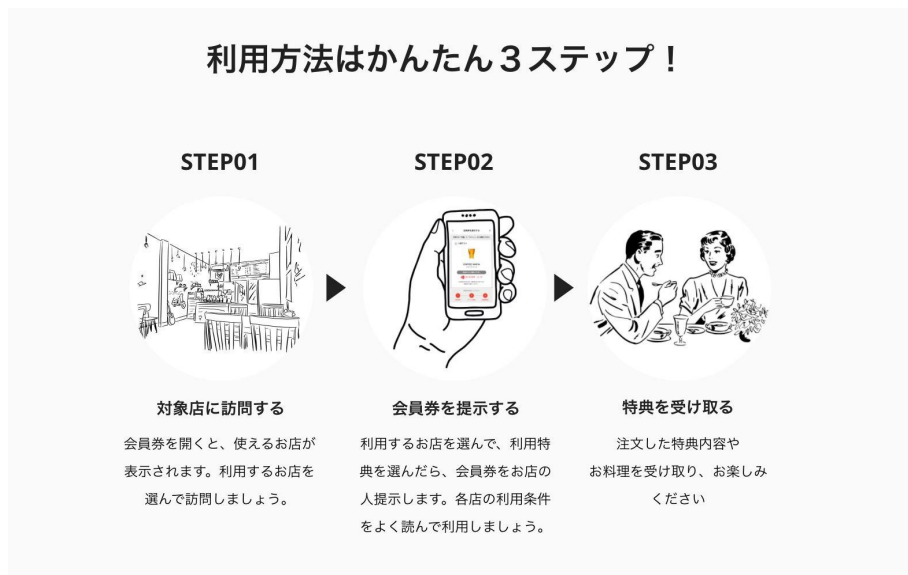 利用方法はかんたん3ステップ！
STEP01
対象店に訪問する
会員券を開くと、使えるお店が
表示されます。利用するお店を
選んで訪問しましょう。
STEP02
会員券を提示する
利用するお店を選んで、利用特
典を選んだら、会員券をお店の
人提示します。各店の利用条件
をよく読んで利用しましょう。
STEP03
特典を受け取る
注文した特典内容や
お料理を受け取り、お楽しみ
ください